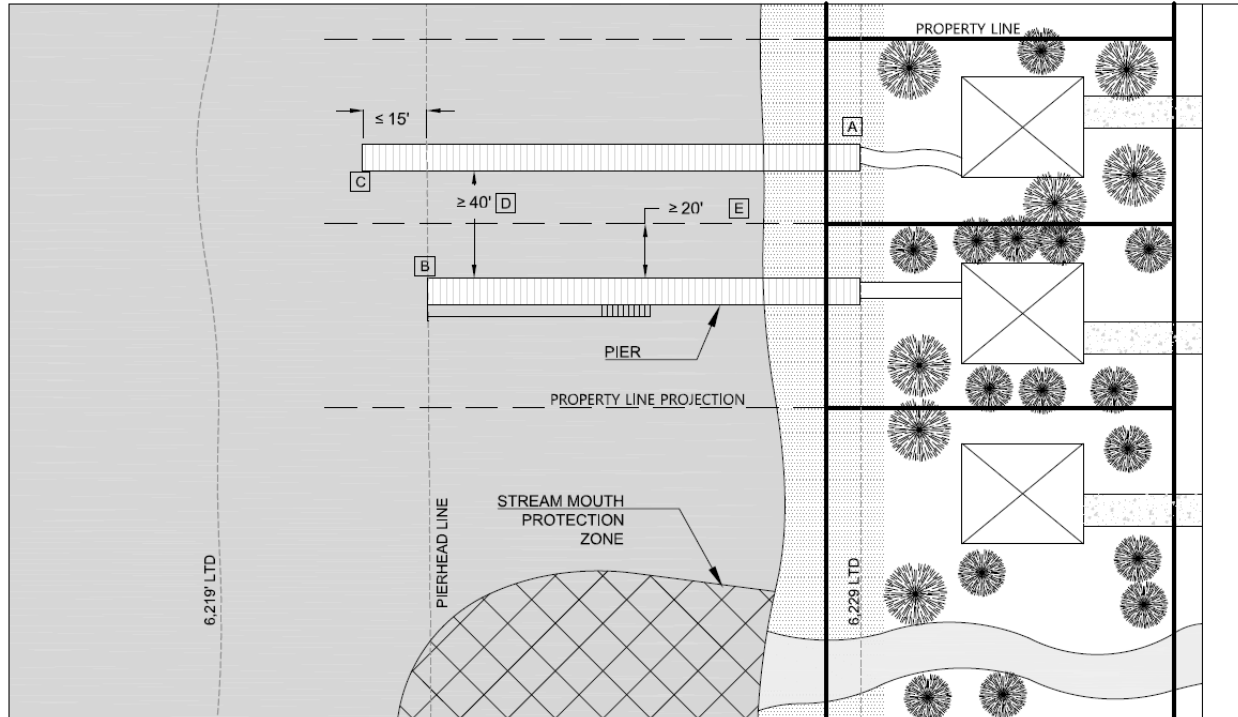 PROPERTY LINE
≤ 15'
A
C
≥ 40' D
≥ 20' E
B
PIER
PROPERTY LINE PROJECTION
STREAM MOUTH
PROTECTION
ZONE
PIERHEAD LINE
6,219' LTD
6,229 LTD